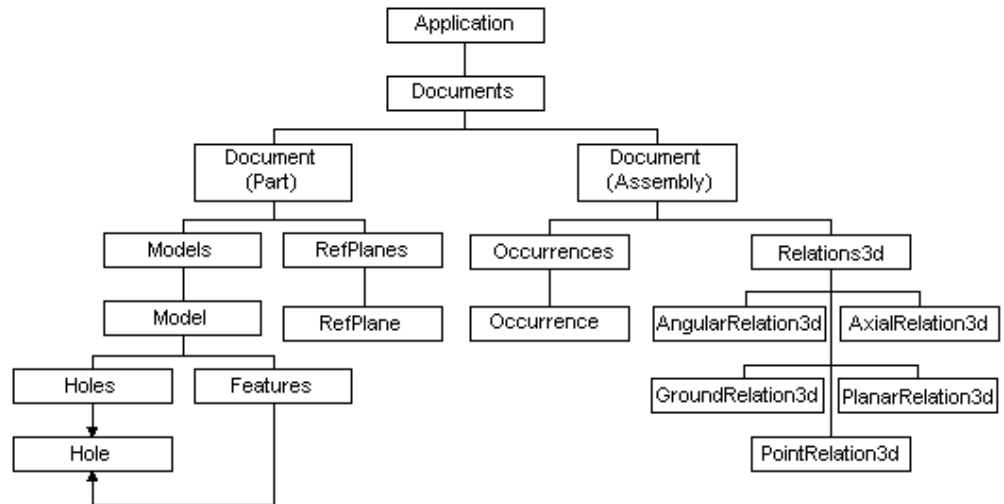 Application
Documents
Document
(Part)
Document
(Assembly)
Models
RefPlanes
Occurrences
Relations3d
Model
RefPlane
Occurrence
AngularRelation3d
AxialRelation3d
Holes
Features
GroundRelation3d
PlanarRelation3d
Hole
PointRelation3d